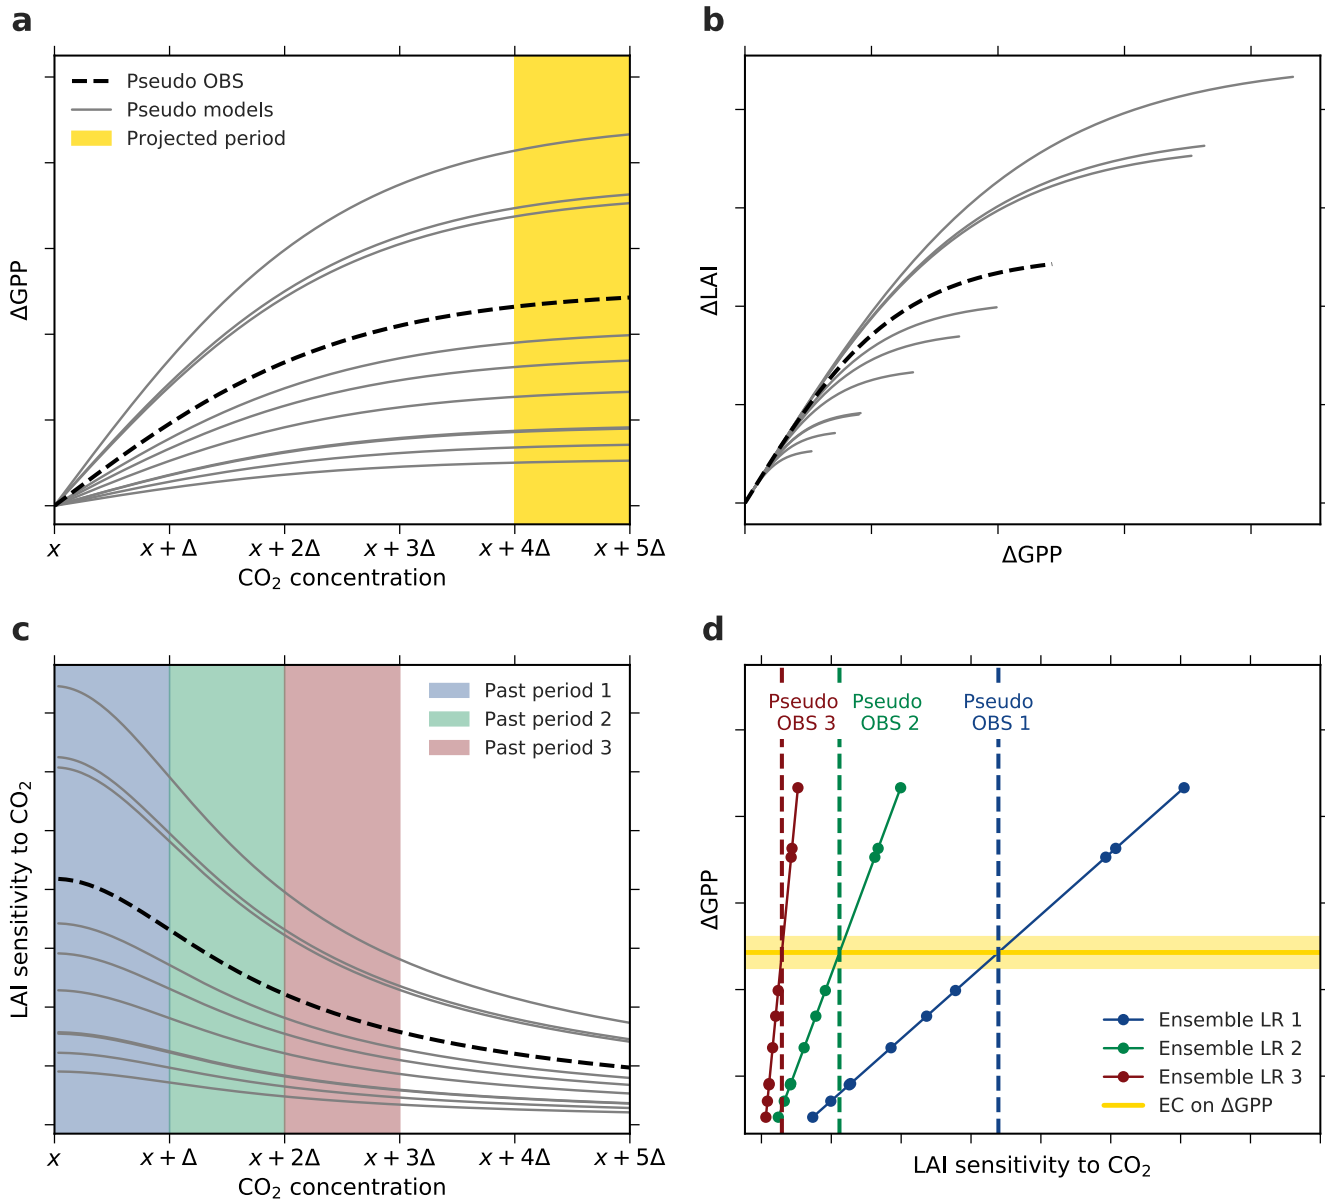 a
Pseudo OBS
Pseudo models
Projected period
ΔGPP
x
x + Δ
x + 2Δ
x + 3Δ
x + 4Δ
x + 5Δ
CO₂ concentration
b
ΔLAI
ΔGPP
c
Past period 1
Past period 2
Past period 3
LAI sensitivity to CO₂
x
x + Δ
x + 2Δ
x + 3Δ
x + 4Δ
x + 5Δ
CO₂ concentration
d
Pseudo
OBS 3
Pseudo
OBS 2
Pseudo
OBS 1
ΔGPP
Ensemble LR 1
Ensemble LR 2
Ensemble LR 3
EC on ΔGPP
LAI sensitivity to CO₂